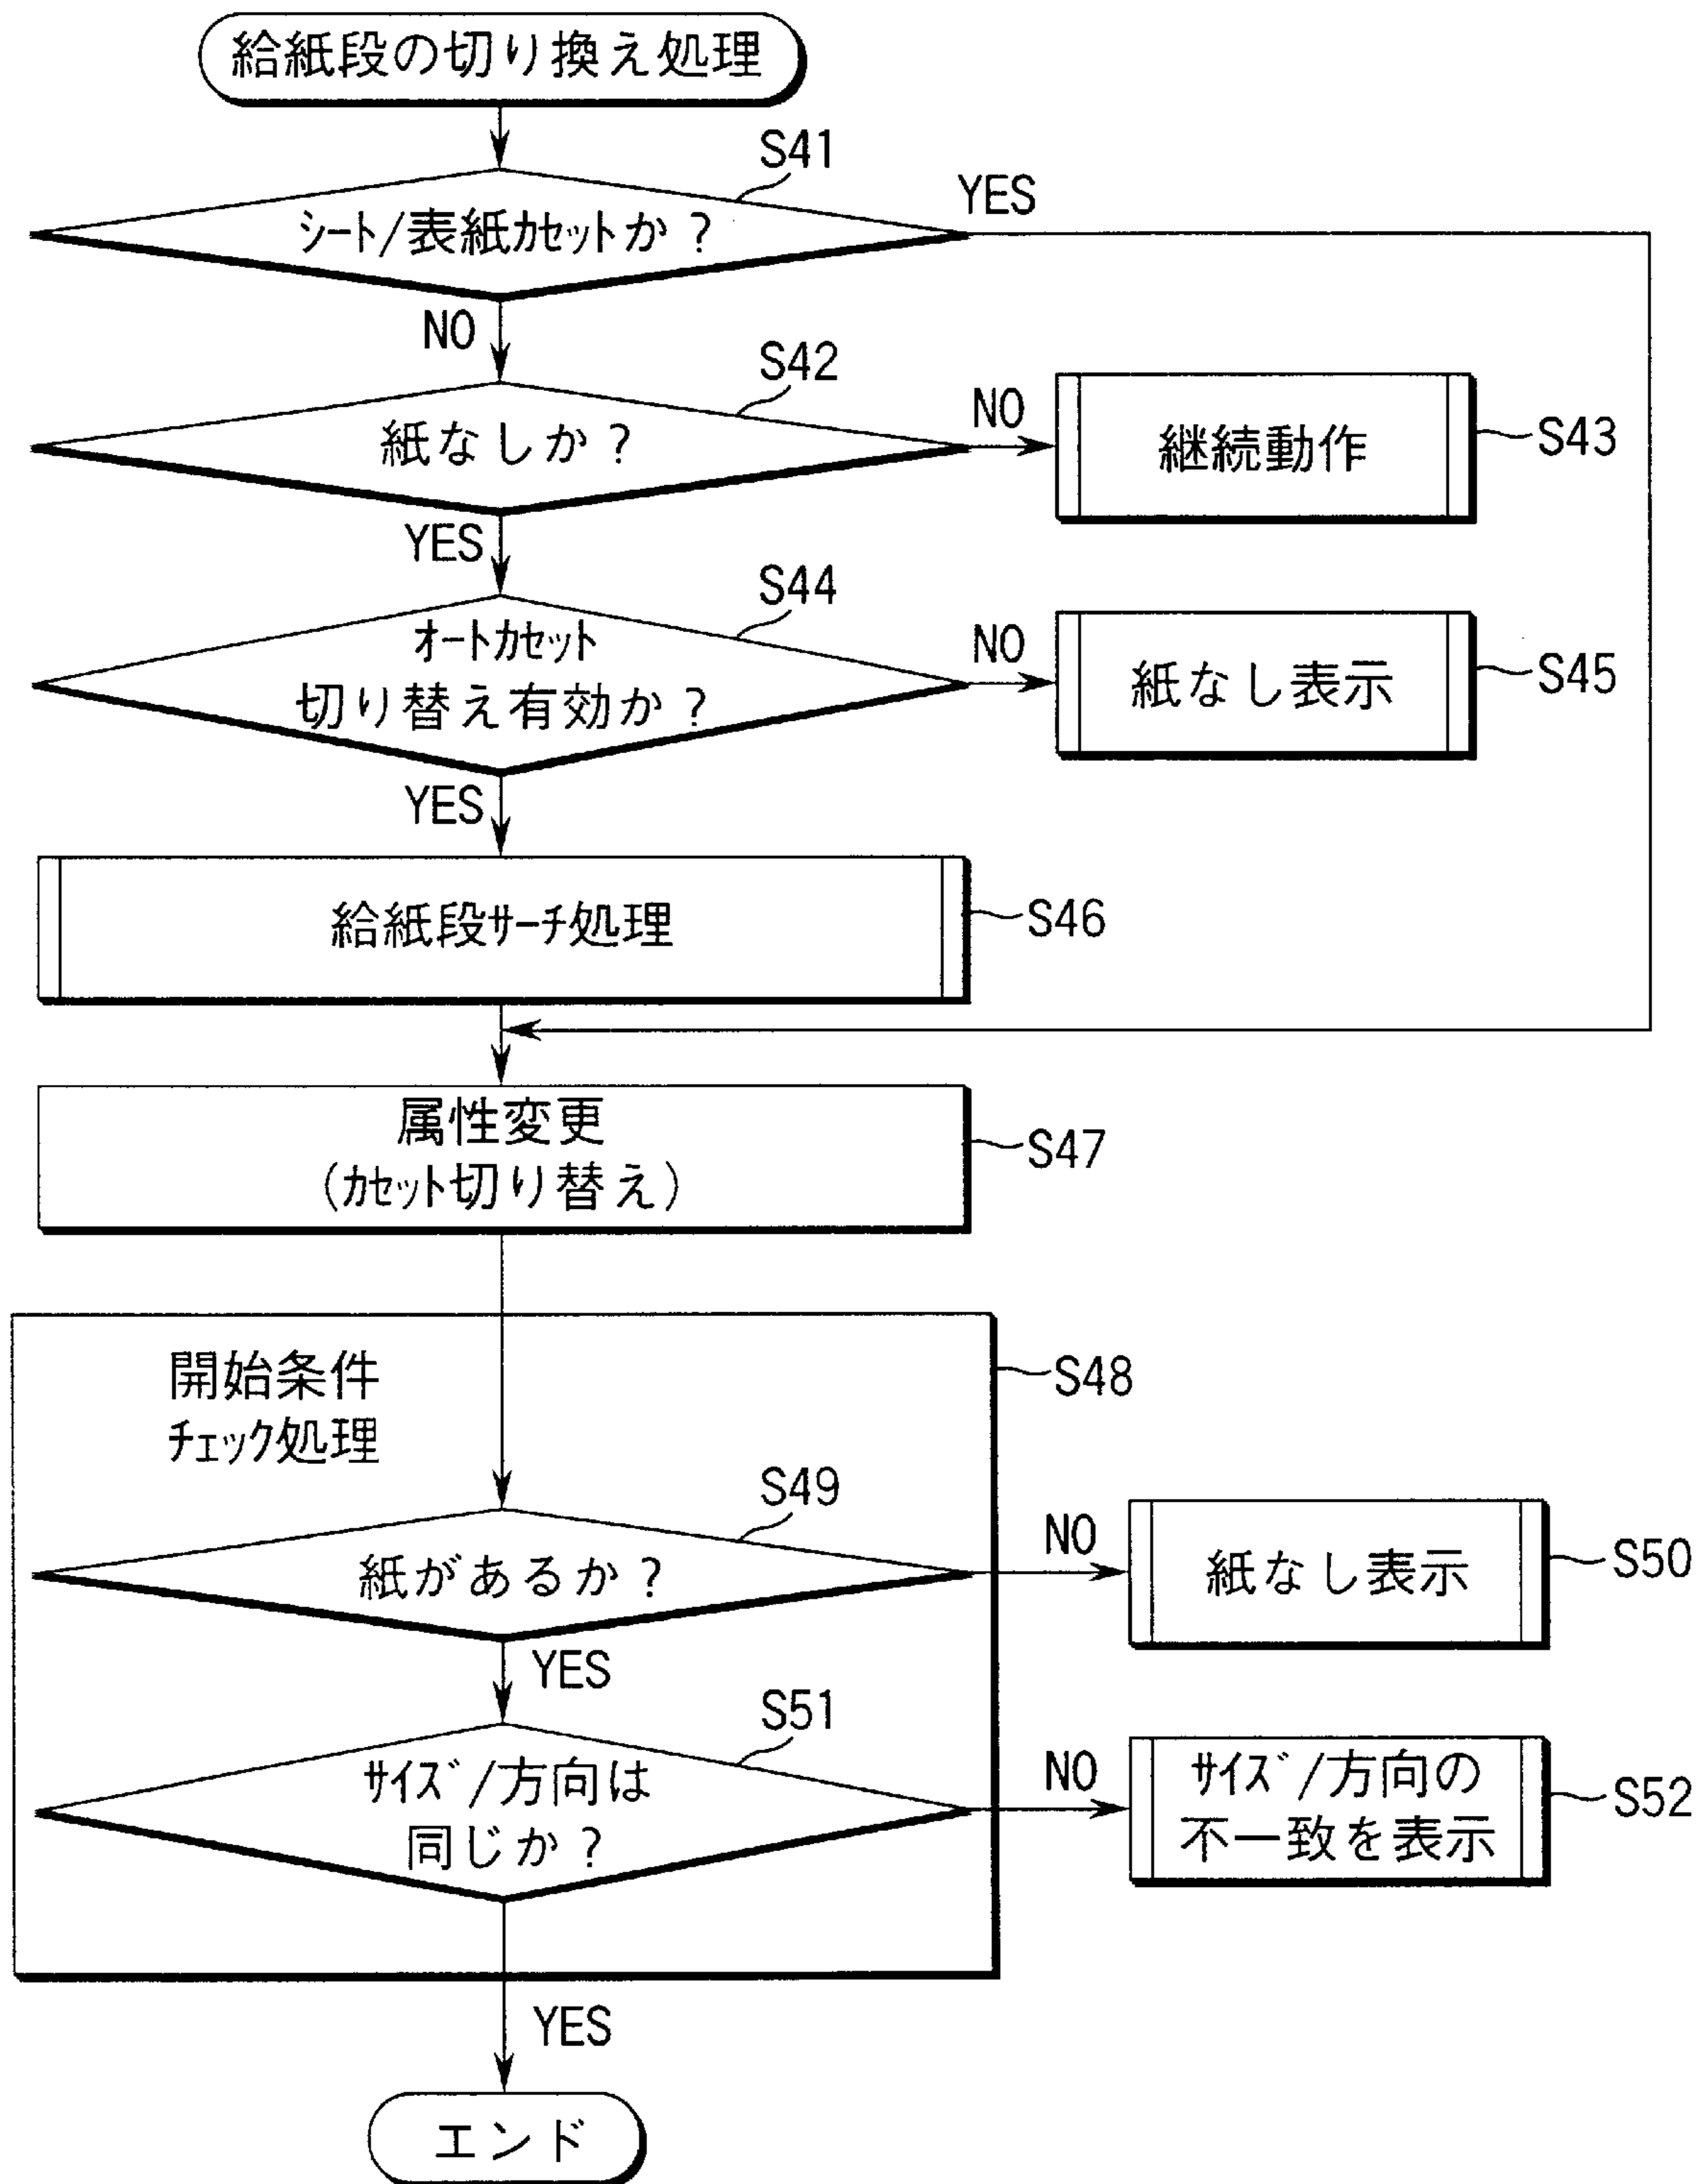 給紙段の切り換え処理
S41
ｼｰﾄ/表紙ｶｾｯﾄか？
YES
NO
S42
紙なしか？
NO
継続動作
S43
YES
S44
ｵｰﾄｶｾｯﾄ
切り替え有効か？
NO
紙なし表示
S45
YES
給紙段ｻｰﾁ処理
S46
属性変更
(ｶｾｯﾄ切り替え)
S47
開始条件
ﾁｪｯｸ処理
S48
S49
紙があるか？
NO
紙なし表示
S50
YES
S51
ｻｲｽﾞ/方向は
同じか？
NO
ｻｲｽﾞ/方向の
不一致を表示
S52
YES
エンド